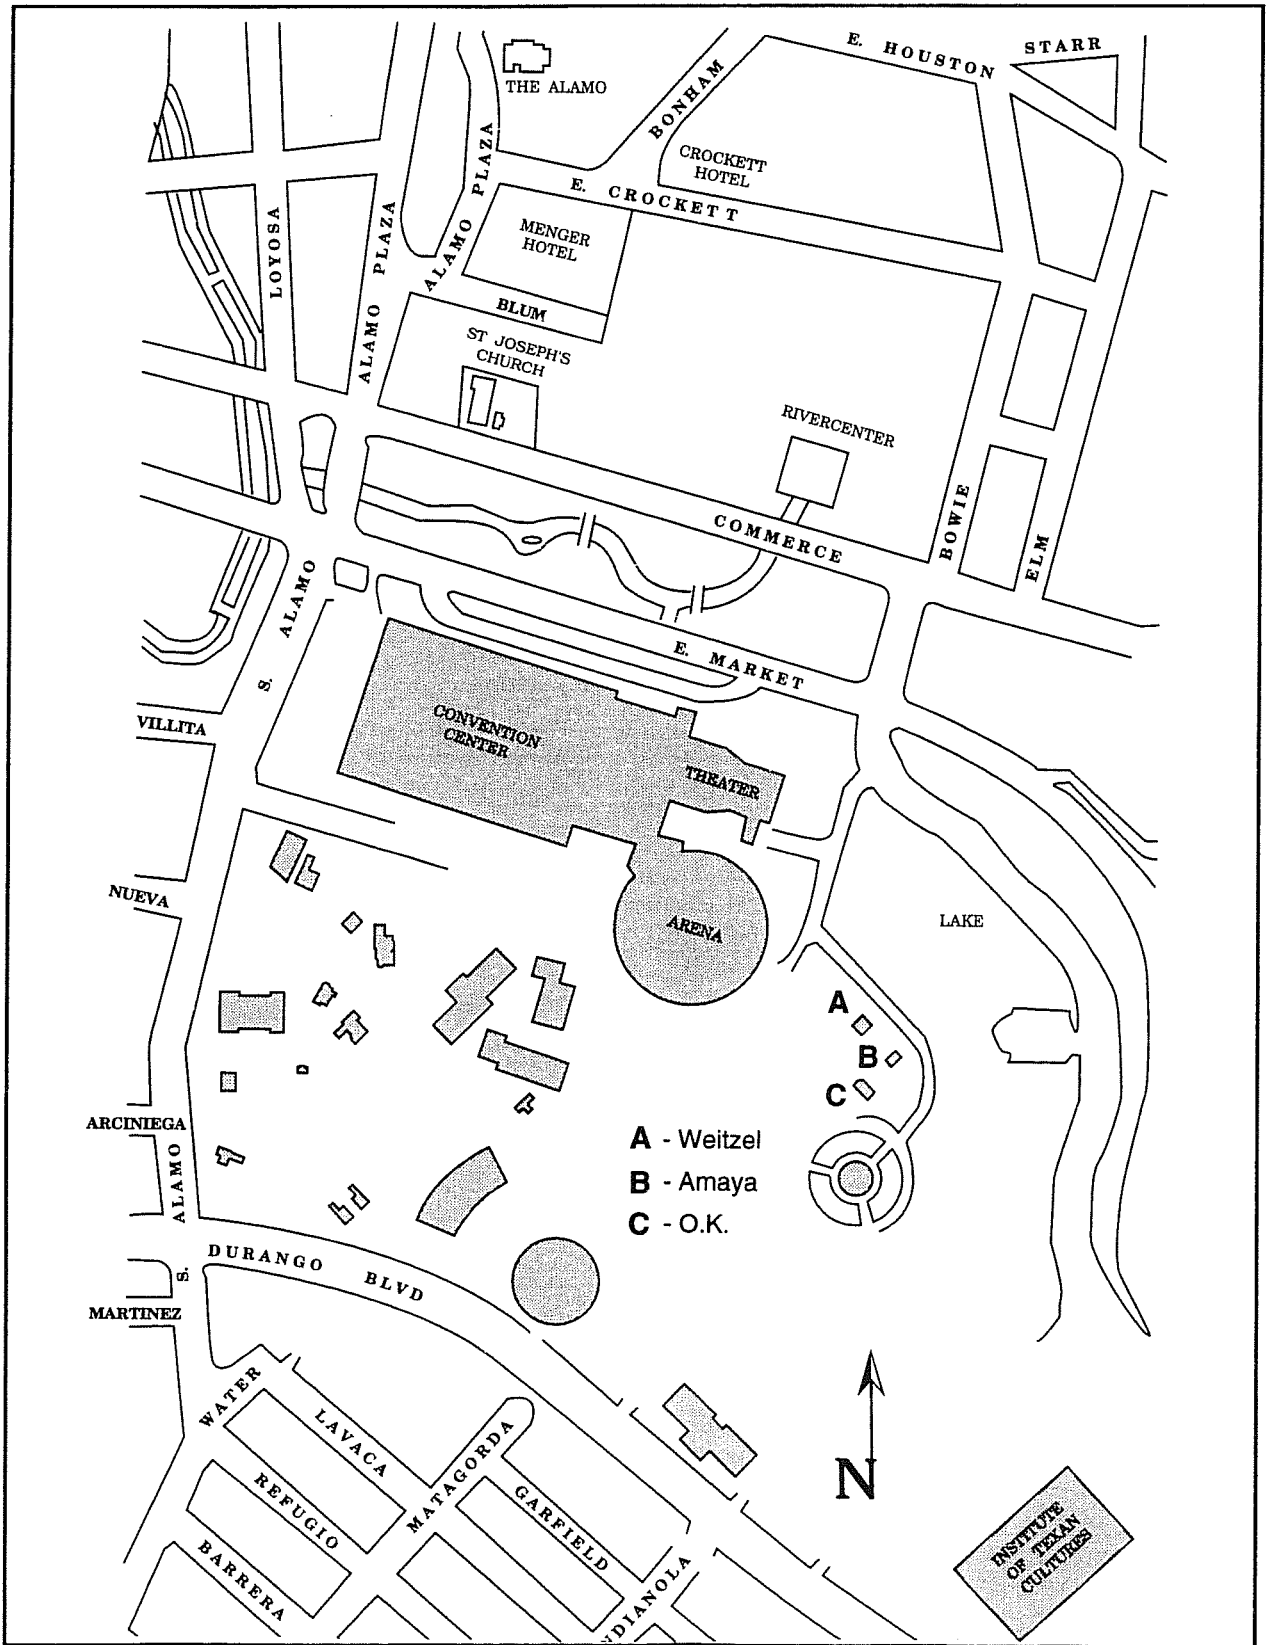 E. HOUSTON
STARR
THE ALAMO
BONHAM
ALAMO PLAZA
CROCKETT
HOTEL
E. CROCKETT
LOYOSA
ALAMO PLAZA
ALAMO
MENGER
HOTEL
BLUM
ST JOSEPH'S
CHURCH
RIVERCENTER
COMMERCE
BOWIE
ELM
S. ALAMO
E. MARKET
VILLITA
CONVENTION
CENTER
THEATER
NUEVA
ARENA
LAKE
A
B
C
ARCINIEGA
A - Weitzel
B - Amaya
C - O.K.
S. ALAMO
DURANGO BLVD
MARTINEZ
WATER
LAVACA
MATAGORDA
GARFIELD
REFUGIO
BARRERA
NDIANOLA
N
INSTITUTE
OF TEXAN
CULTURES